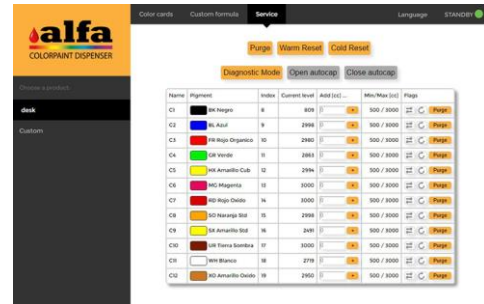 Color cards Custom formula Service Language STANDBY
alfa
COLORPAINT DISPENSER
Purge Warm Reset Cold Reset
Diagnostic Mode Open autocap Close autocap
Choose a product
desk
Custom
Name Pigment Index Current level Add [cc] ... Min/Max [cc] Flags
C1 BK Negro 8 809 + 500 / 3000 Purge
C2 BL Azul 9 2998 + 500 / 3000 Purge
C3 FR Rojo Organico 10 2980 + 500 / 3000 Purge
C4 GR Verde 11 2883 + 500 / 3000 Purge
C5 KK Amarillo Cub 12 2994 + 500 / 3000 Purge
C6 MG Magenta 13 3000 + 500 / 3000 Purge
C7 RD Rojo Oxido 14 3000 + 500 / 3000 Purge
C8 SO Naranja Std 15 2998 + 500 / 3000 Purge
C9 SX Amarillo Std 16 2491 + 500 / 3000 Purge
C10 UR Tierra Sombra 17 3000 + 500 / 3000 Purge
C11 WH Blanco 18 2719 + 500 / 3000 Purge
C12 XO Amarillo Oxido 19 2950 + 500 / 3000 Purge